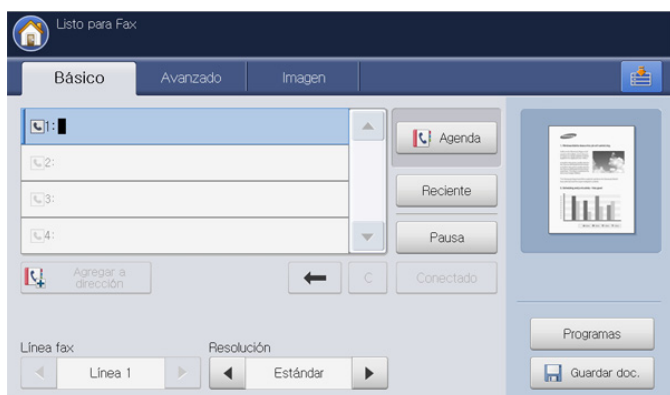 Listo para Fax
Básico
Avanzado
Imagen
1:
Agenda
2:
Reciente
3:
4:
Pausa
Agregar a
dirección
C
Conectado
Línea fax
Resolución
Línea 1
Estándar
Programas
Guardar doc.